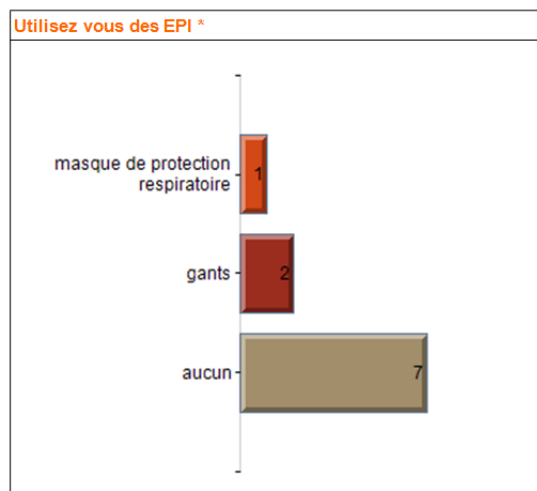 Utilisez vous des EPI *
masque de protection
respiratoire
1
gants
2
aucun
7